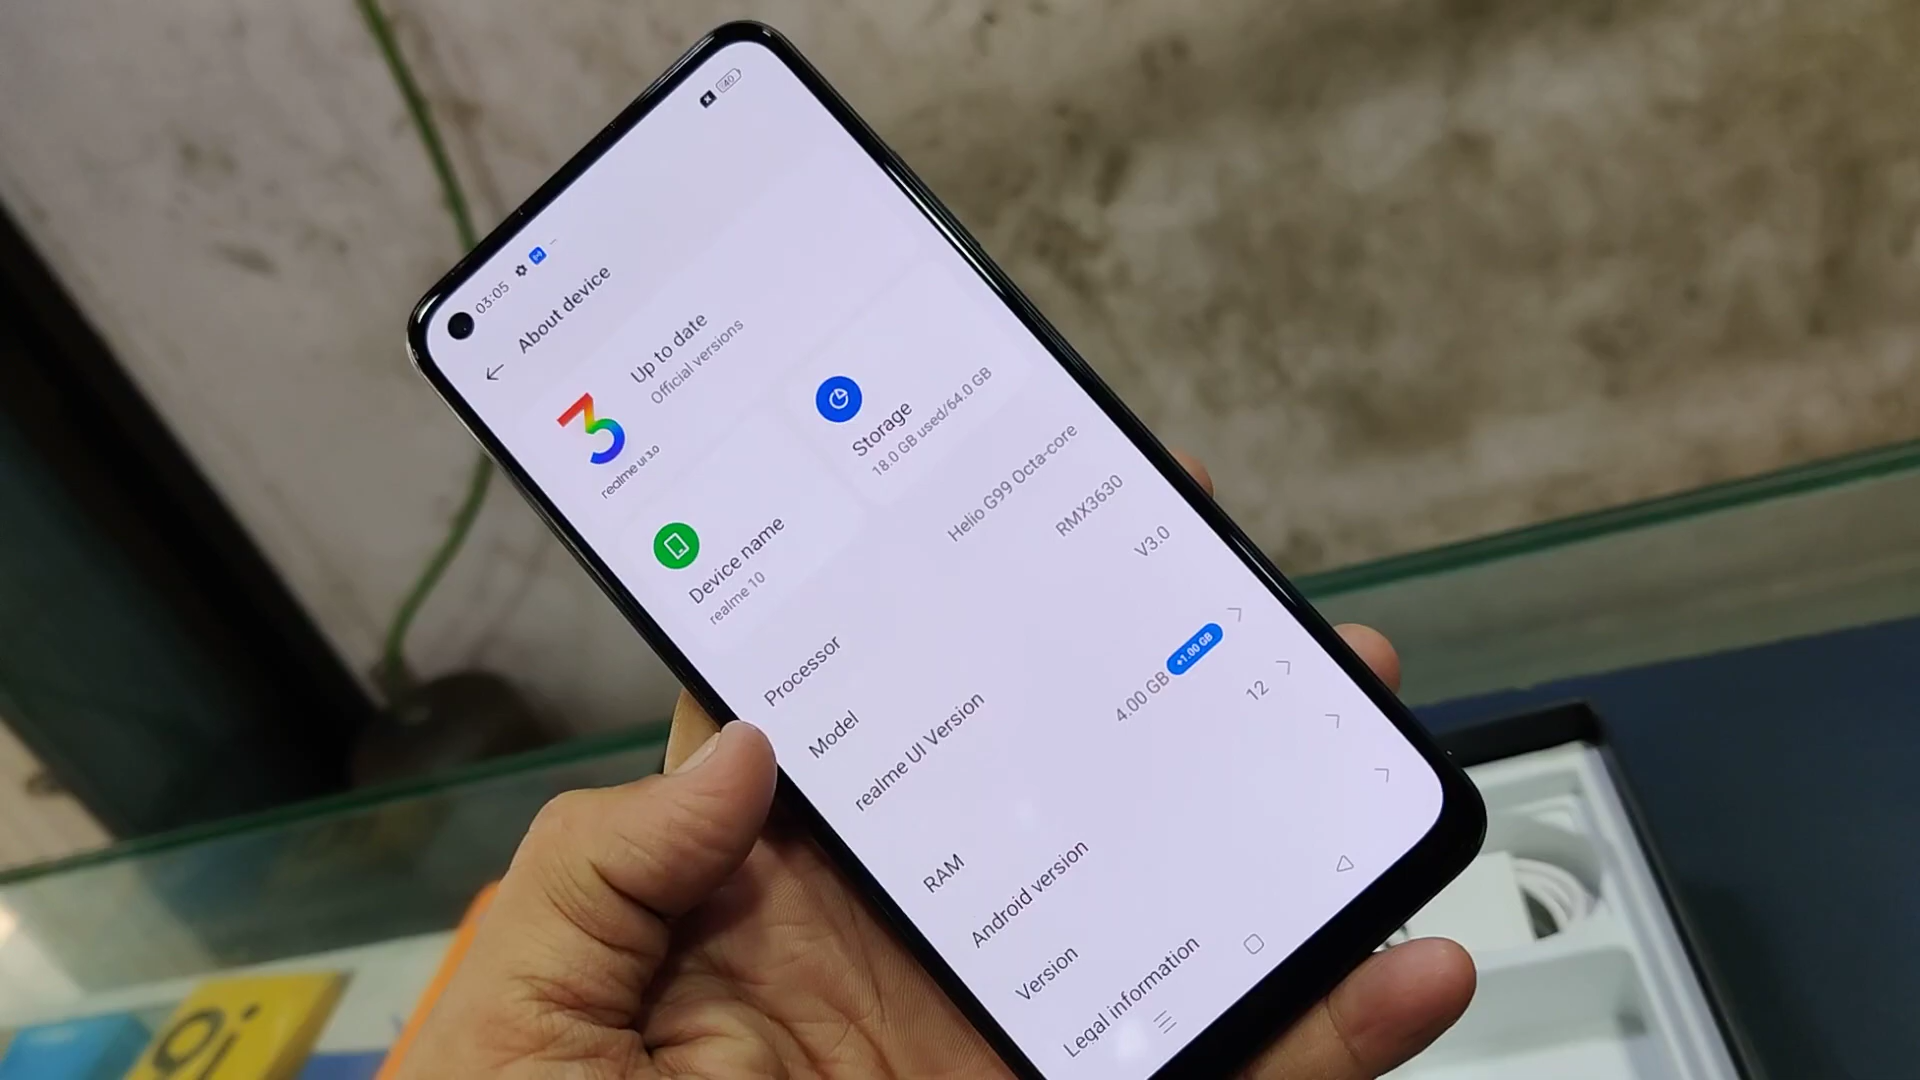 03:05
40
About device
Up to date
Official versions
realme UI 3.0
Storage
18.0 GB used/64.0 GB
Device name
realme 10
Processor
Helio G99 Octa-core
Model
RMX3630
realme UI Version
V3.0
RAM
4.00 GB +1.00 GB
Android version
12
Version
Legal information